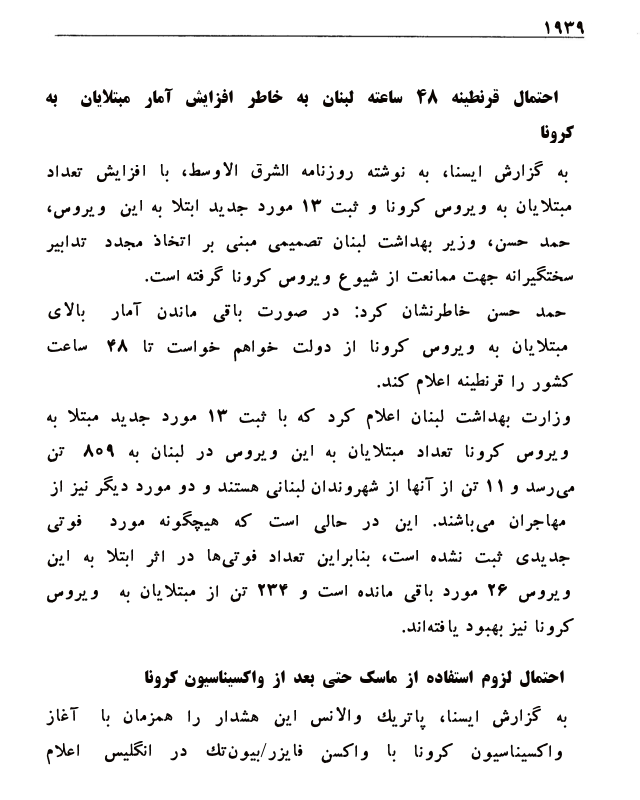 ۱۹۳۹
احتمال قرنطینه ۴۸ ساعته لبنان به خاطر افزایش آمار مبتلایان به
کرونا
به گزارش ایسنا، به نوشته روزنامه الشرق الاوسط، با افزایش تعداد
مبتلایان به ویروس کرونا و ثبت ۱۳ مورد جدید ابتلا به این ویروس،
حمد حسن، وزیر بهداشت لبنان تصمیمی مبنی بر اتخاذ مجدد تدابیر
سختگیرانه جهت ممانعت از شیوع ویروس کرونا گرفته است.
حمد حسن خاطرنشان کرد: در صورت باقی ماندن آمار بالای
مبتلایان به ویروس کرونا از دولت خواهم خواست تا ۴۸ ساعت
کشور را قرنطینه اعلام کند.
وزارت بهداشت لبنان اعلام کرد که با ثبت ۱۳ مورد جدید مبتلا به
ویروس کرونا تعداد مبتلایان به این ویروس در لبنان به ۸۰۹ تن
می‌رسد و ۱۱ تن از آنها از شهروندان لبنانی هستند و دو مورد دیگر نیز از
مهاجران می‌باشند. این در حالی است که هیچگونه مورد فوتی
جدیدی ثبت نشده است، بنابراین تعداد فوتی‌ها در اثر ابتلا به این
ویروس ۲۶ مورد باقی مانده است و ۲۳۴ تن از مبتلایان به ویروس
کرونا نیز بهبود یافته‌اند.
احتمال لزوم استفاده از ماسک حتی بعد از واکسیناسیون کرونا
به گزارش ایسنا، پاتریك والانس این هشدار را همزمان با آغاز
واکسیناسیون کرونا با واکسن فایزر/بیون‌تك در انگلیس اعلام